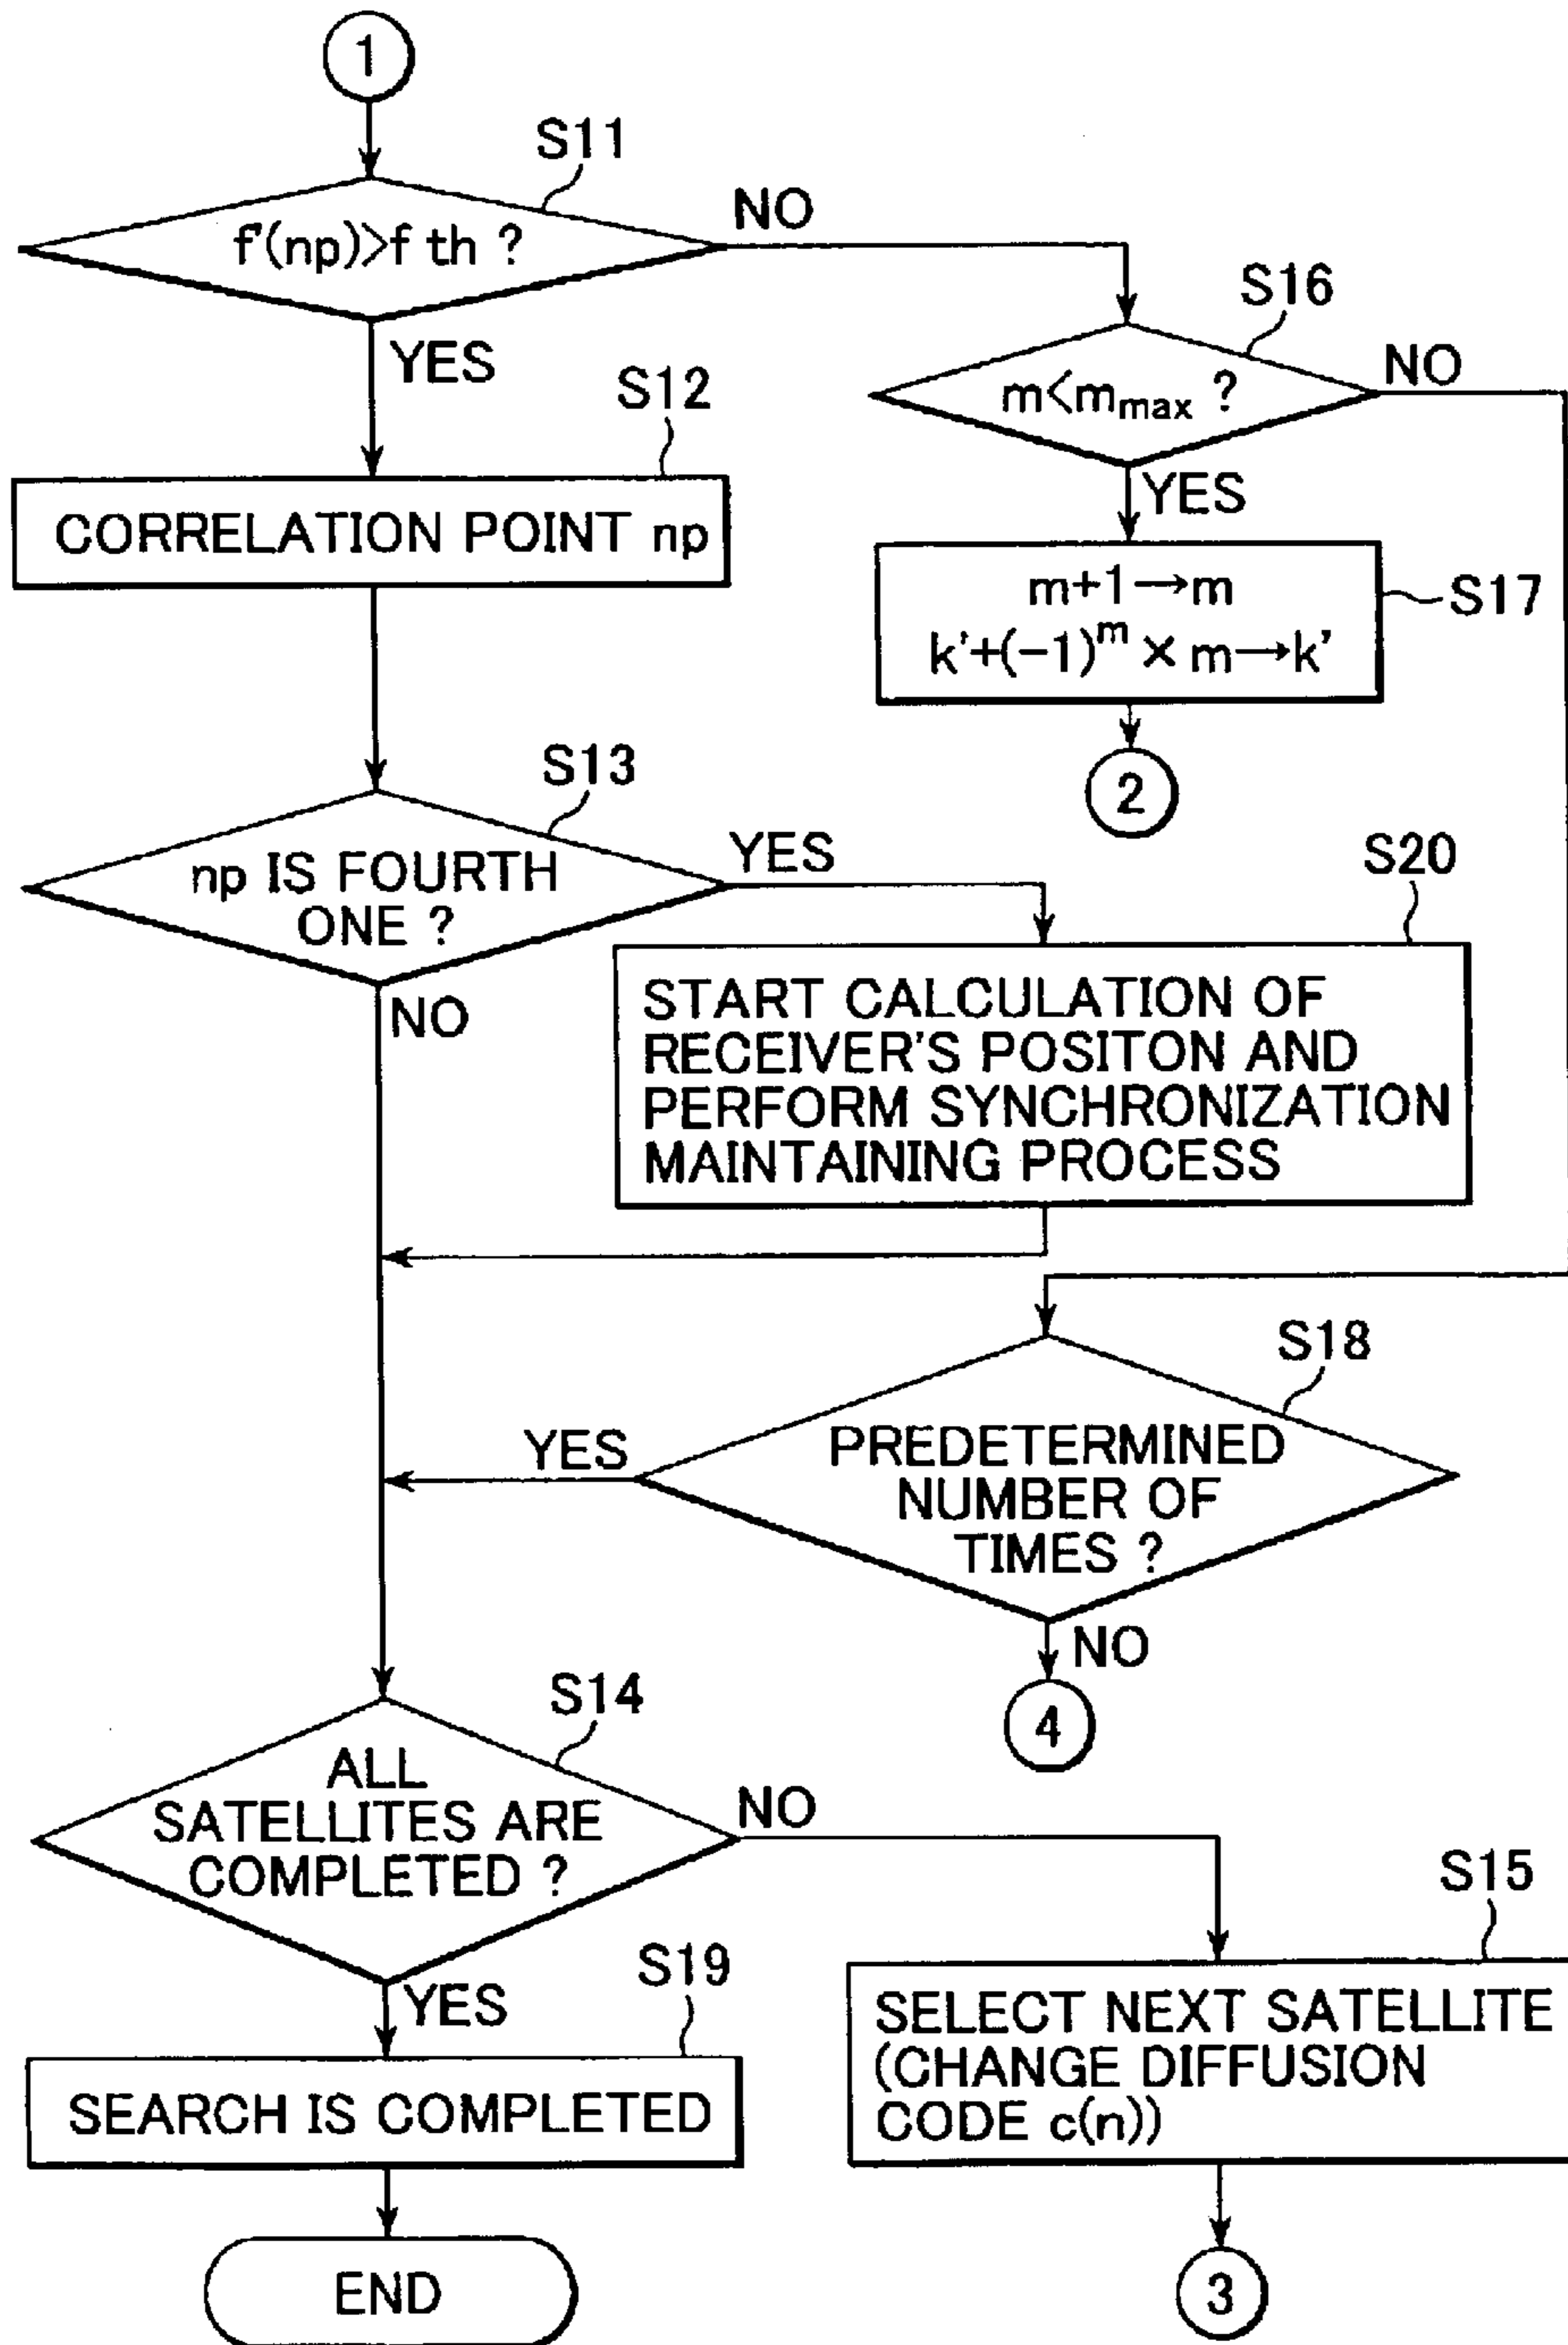 1
S11
f'(np)>f th ?
NO
YES
S16
m<mmax ?
NO
YES
S12
CORRELATION POINT np
S17
m+1→m
k'+(-1)^m × m→k'
2
S13
np IS FOURTH
ONE ?
YES
NO
S20
START CALCULATION OF
RECEIVER'S POSITON AND
PERFORM SYNCHRONIZATION
MAINTAINING PROCESS
S18
PREDETERMINED
NUMBER OF
TIMES ?
YES
NO
4
S14
ALL
SATELLITES ARE
COMPLETED ?
NO
YES
S15
SELECT NEXT SATELLITE
(CHANGE DIFFUSION
CODE c(n))
3
S19
SEARCH IS COMPLETED
END